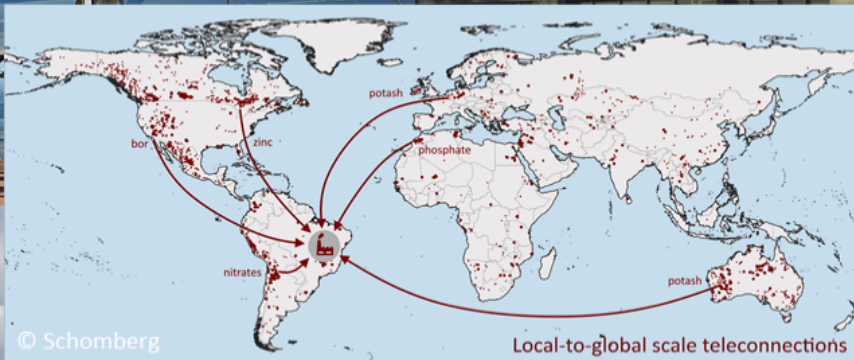 potash
bor
zinc
phosphate
nitrates
potash
© Schomberg
Local-to-global scale teleconnections